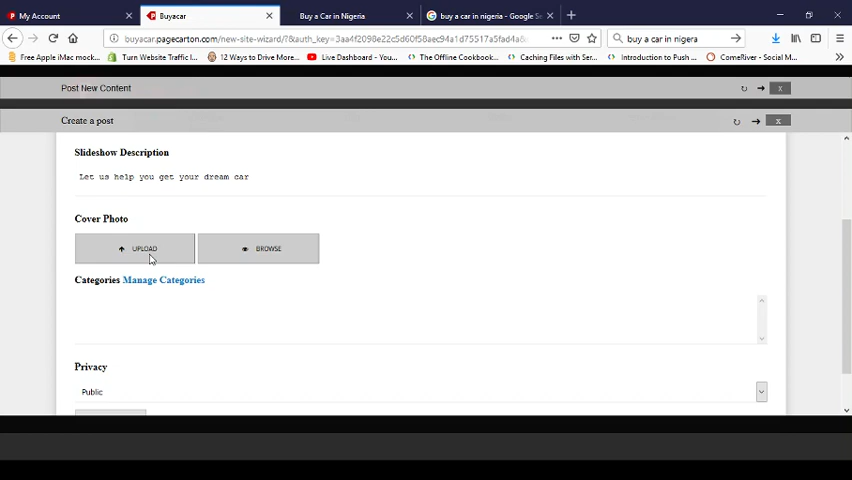 My Account
Buyacar
Buy a Car in Nigeria
buy a car in nigeria - Google Se
buyacar.pagecarton.com/new-site-wizard/?&auth_key=3aa4f2098e22c5d60f58aec94a1d75517a5fad4a8
buy a car in nigera
Free Apple iMac mock...
Turn Website Traffic I...
12 Ways to Drive More...
Live Dashboard - You...
The Offline Cookbook...
Caching Files with Ser...
Introduction to Push ...
ComeRiver - Social M...
Post New Content
x
Create a post
x
Slideshow Description
Let us help you get your dream car
Cover Photo
UPLOAD
BROWSE
Categories Manage Categories
Privacy
Public